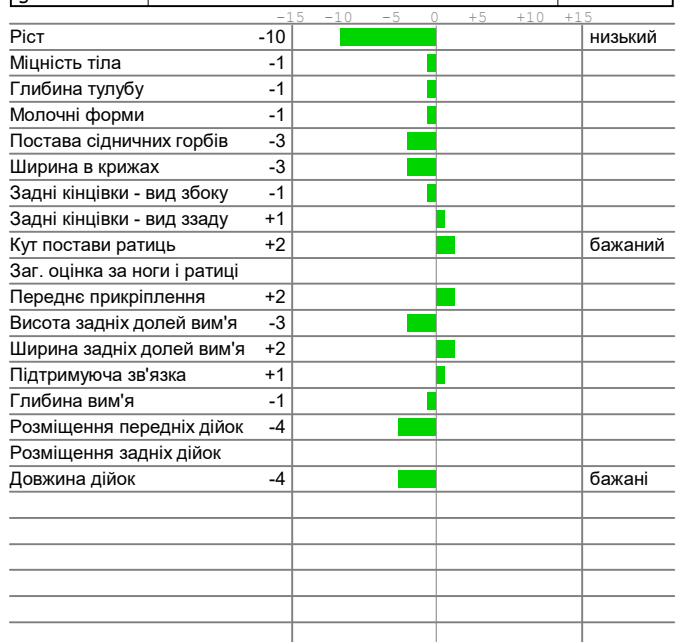 -15 -10 -5 0 +5 +10 +15
Ріст -10 низький
Міцність тіла -1
Глибина тулубу -1
Молочні форми -1
Постава сідничних горбів -3
Ширина в крижах -3
Задні кінцівки - вид збоку -1
Задні кінцівки - вид ззаду +1
Кут постави ратиць +2 бажаний
Заг. оцінка за ноги і ратиці
Переднє прикріплення +2
Висота задніх долей вим'я -3
Ширина задніх долей вим'я +2
Підтримуюча зв'язка +1
Глибина вим'я -1
Розміщення передніх дійок -4
Розміщення задніх дійок
Довжина дійок -4 бажані